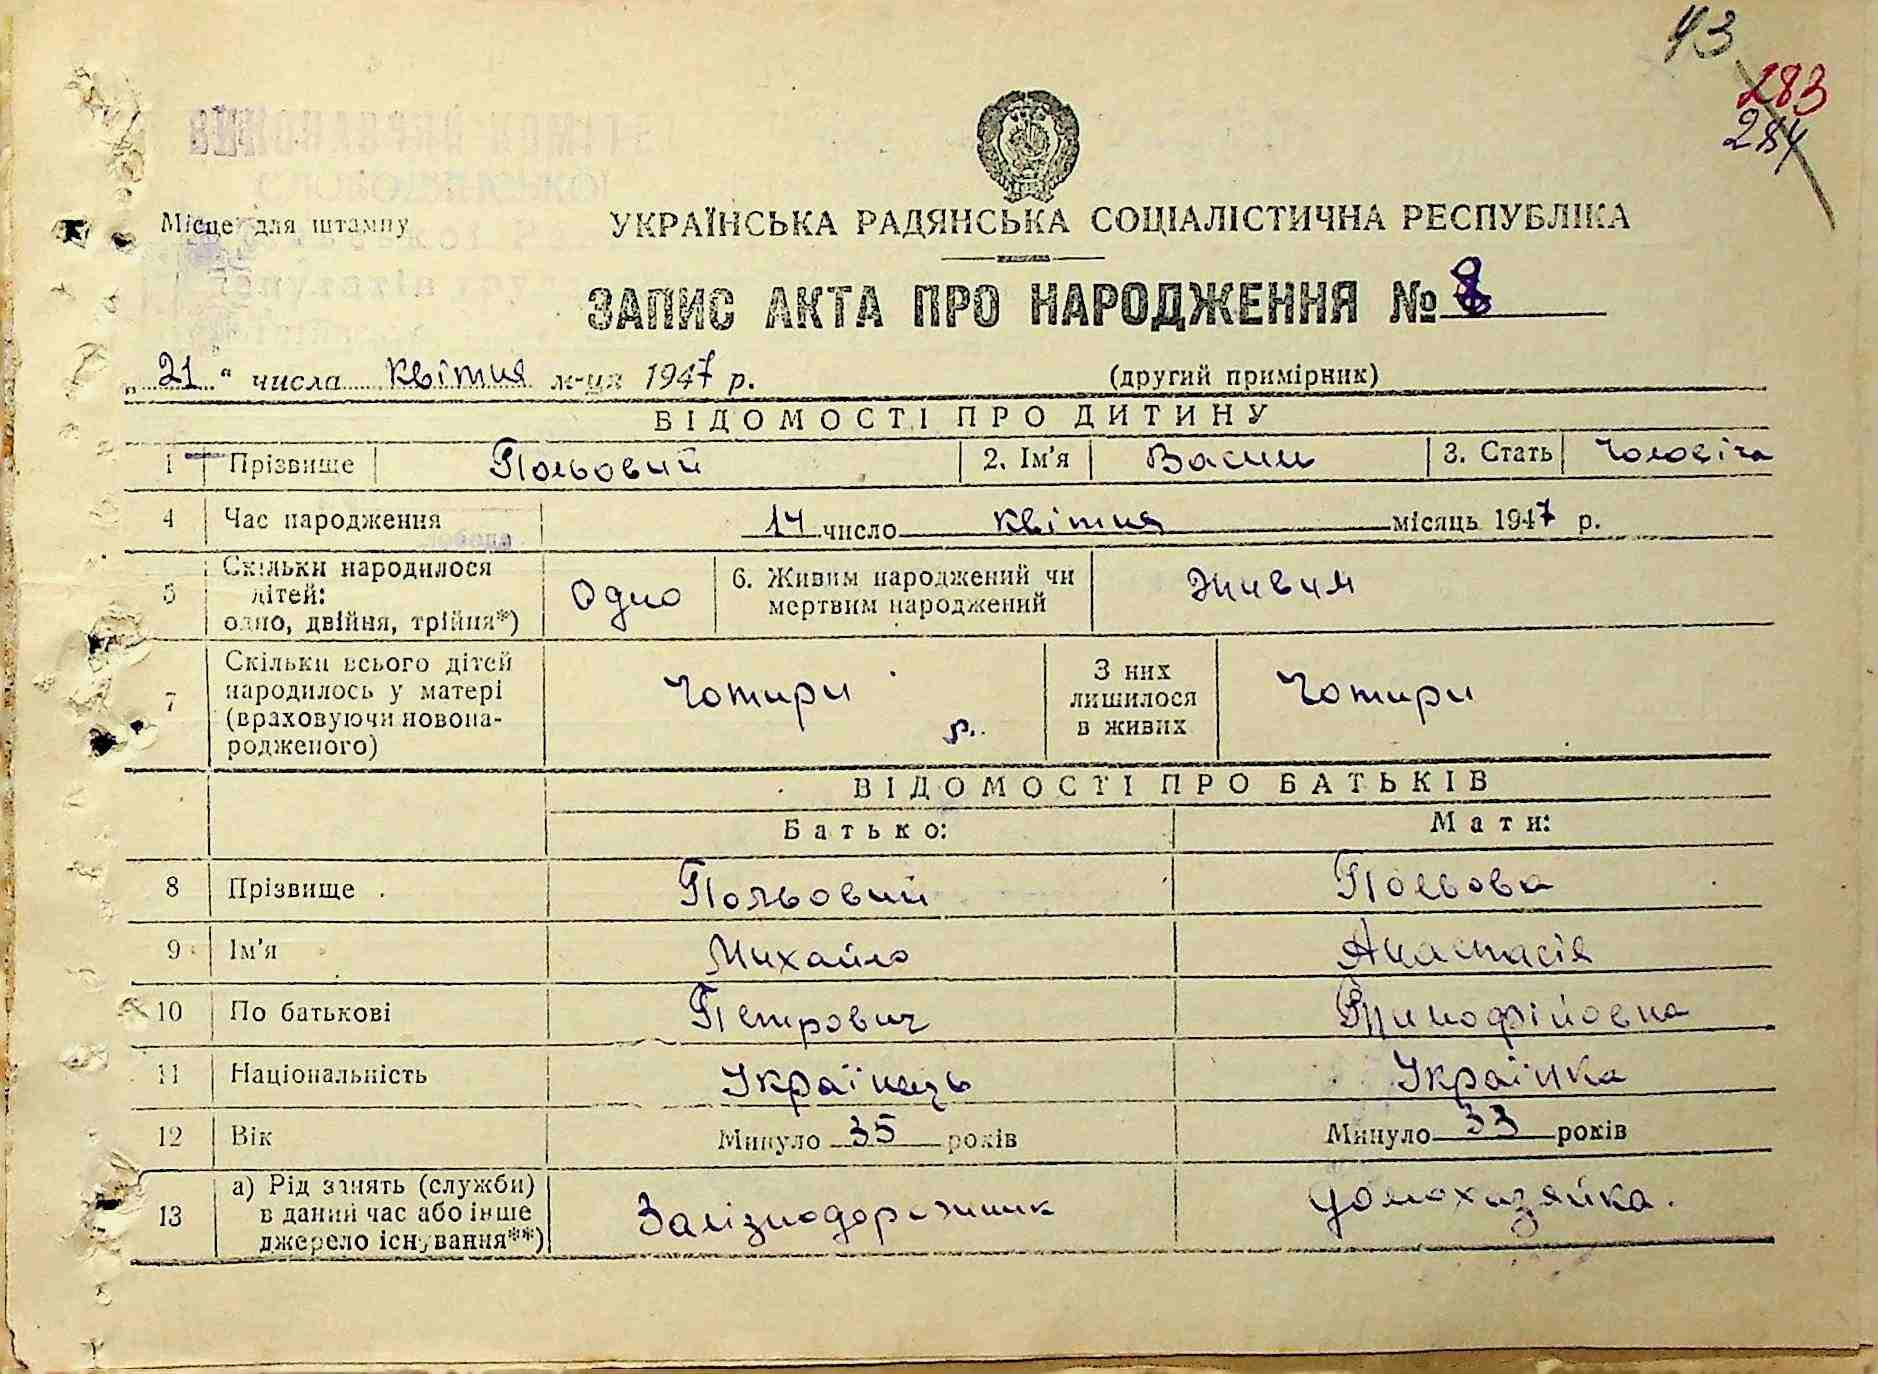 43
283
284
Місце для штампу
УКРАЇНСЬКА РАДЯНСЬКА СОЦІАЛІСТИЧНА РЕСПУБЛІКА
ЗАПИС АКТА ПРО НАРОДЖЕННЯ № 8
„21“ числа квітня м-ця 1947 р. (другий примірник)
ВІДОМОСТІ ПРО ДИТИНУ
1 Прізвище Польовий 2. Ім'я Василь 3. Стать Чоловіча
4 Час народження 14 число квітня місяць 1947 р.
5 Скільки народилося дітей: одно, двійня, трійня*) Одно 6. Живим народжений чи мертвим народжений Живим
7 Скільки всього дітей народилось у матері (враховуючи новонародженого) Чотири р. З них лишилося в живих Чотири
ВІДОМОСТІ ПРО БАТЬКІВ
Батько: Мати:
8 Прізвище Польовий Польова
9 Ім'я Михайло Анастасія
10 По батькові Петрович Тимофійовна
11 Національність Українець Українка
12 Вік Минуло 35 років Минуло 33 років
13 а) Рід занять (служби) в даний час або інше джерело існування**) Залізнодорожник домохазяйка.